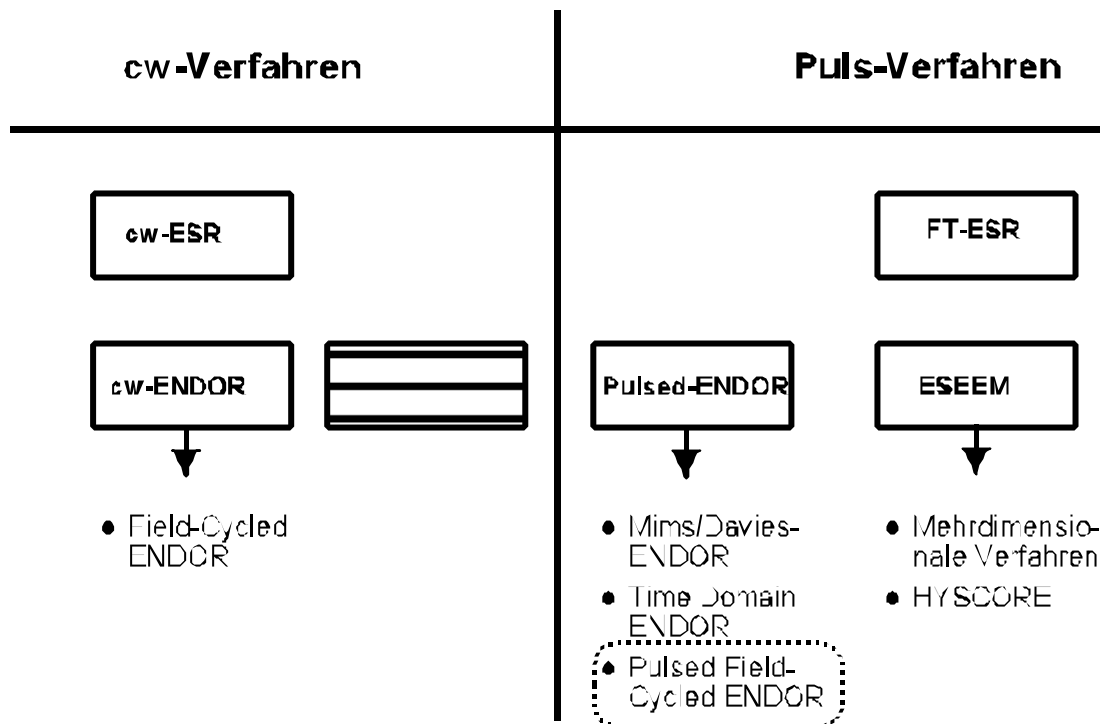 cw-Verfahren
Puls-Verfahren
cw-ESR
FT-ESR
cw-ENDOR
Pulsed-ENDOR
ESEEM
• Field-Cycled
ENDOR
• Mims/Davies-
ENDOR
• Time Domain
ENDOR
• Pulsed Field-
Cycled ENDOR
• Mehrdimensio-
nale Verfahren
• HYSCORE